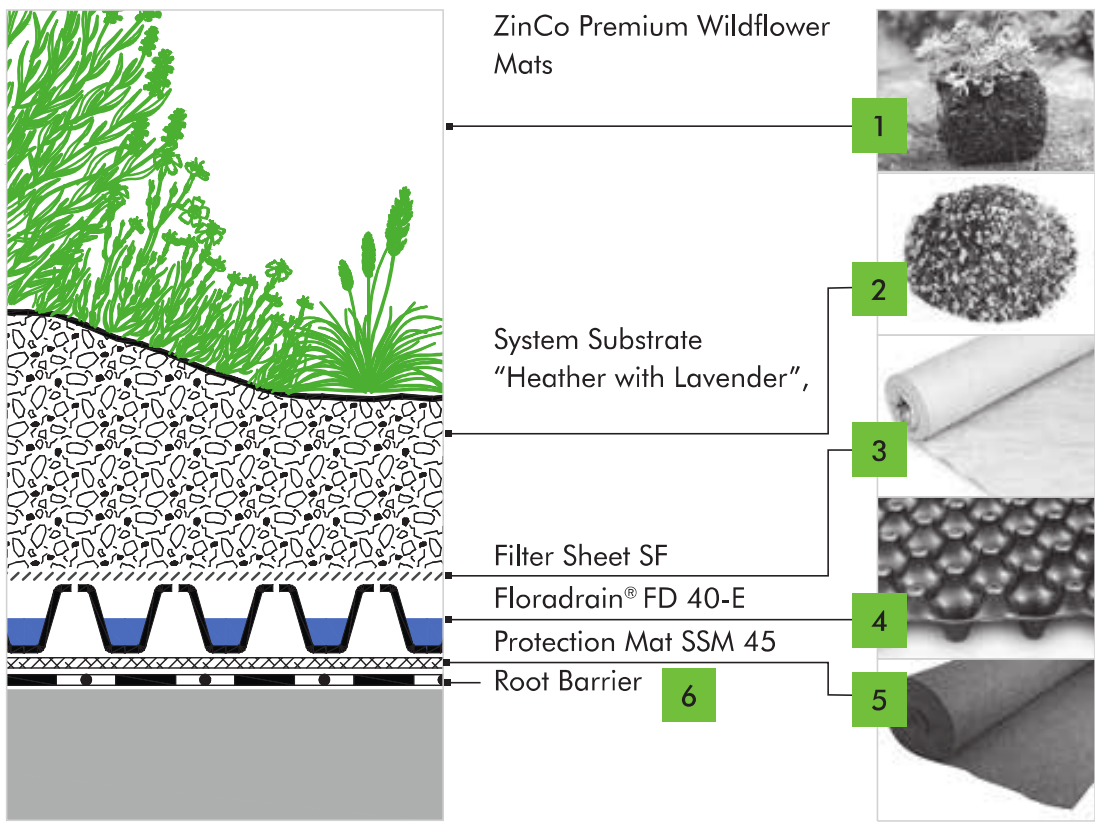 ZinCo Premium Wildflower
Mats
1
2
System Substrate
“Heather with Lavender”,
3
Filter Sheet SF
Floradrain® FD 40-E
4
Protection Mat SSM 45
Root Barrier
6
5